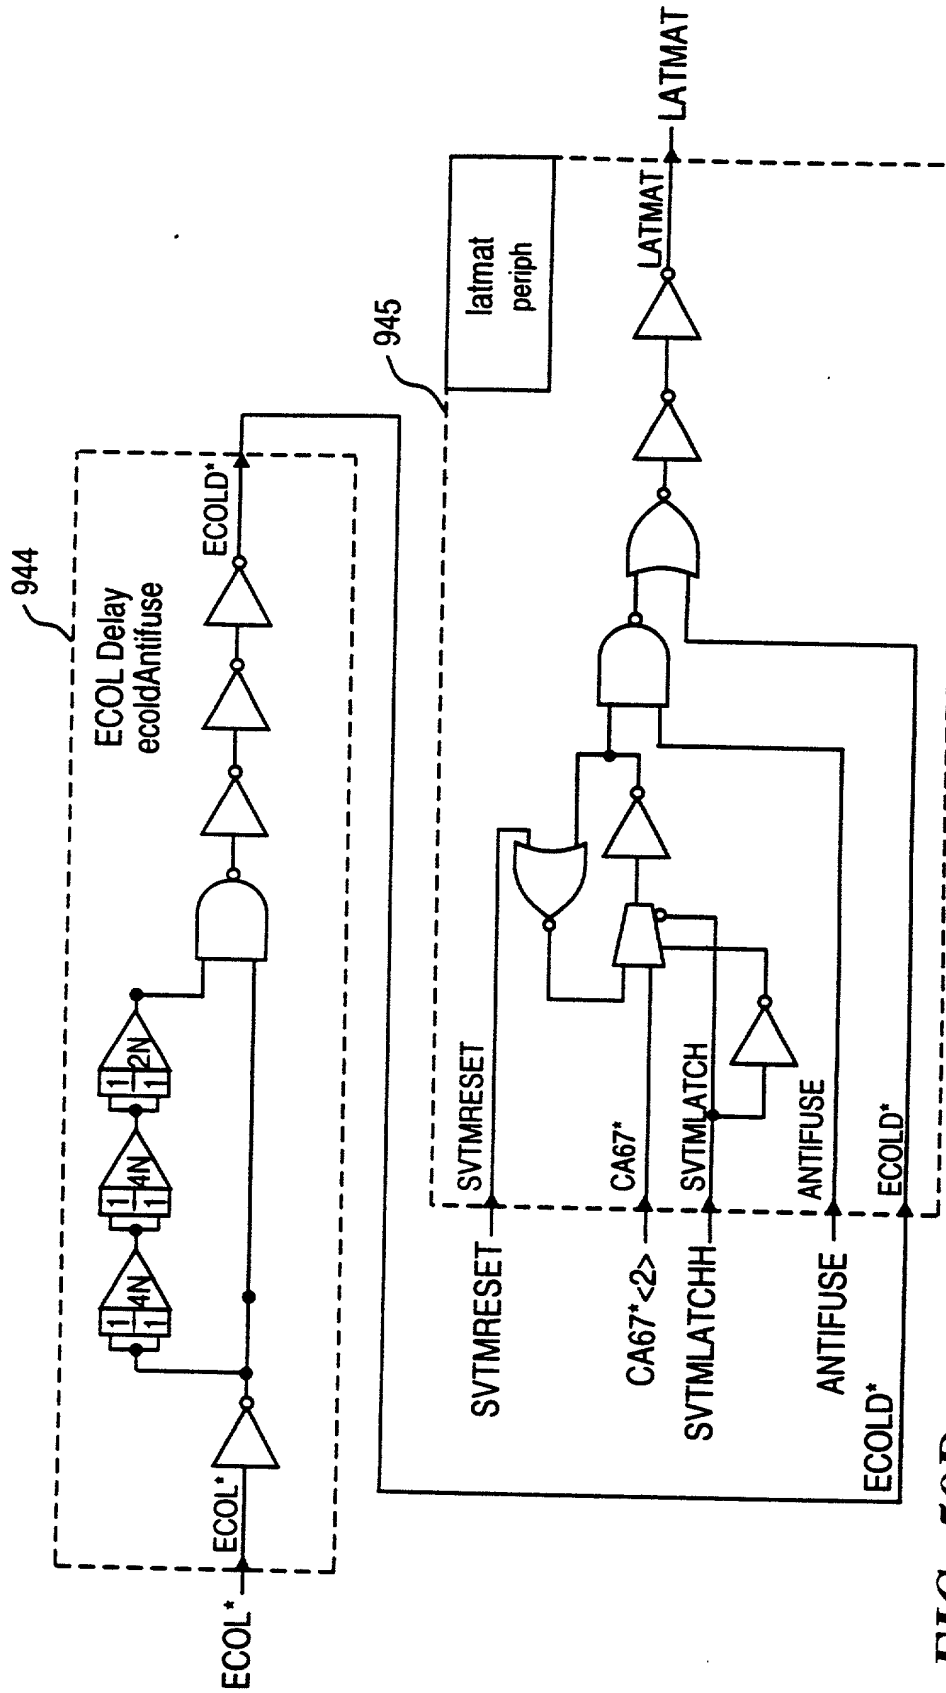 944
ECOL Delay
ecoldAntifuse
ECOL*
ECOL*
1
1
4N
1
1
4N
1
1
2N
ECOLD*
945
latmat
periph
SVTMRESET
SVTMRESET
CA67*<2>
CA67*
SVTMLATCHH
SVTMLATCH
ANTIFUSE
ANTIFUSE
ECOLD*
ECOLD*
LATMAT
LATMAT